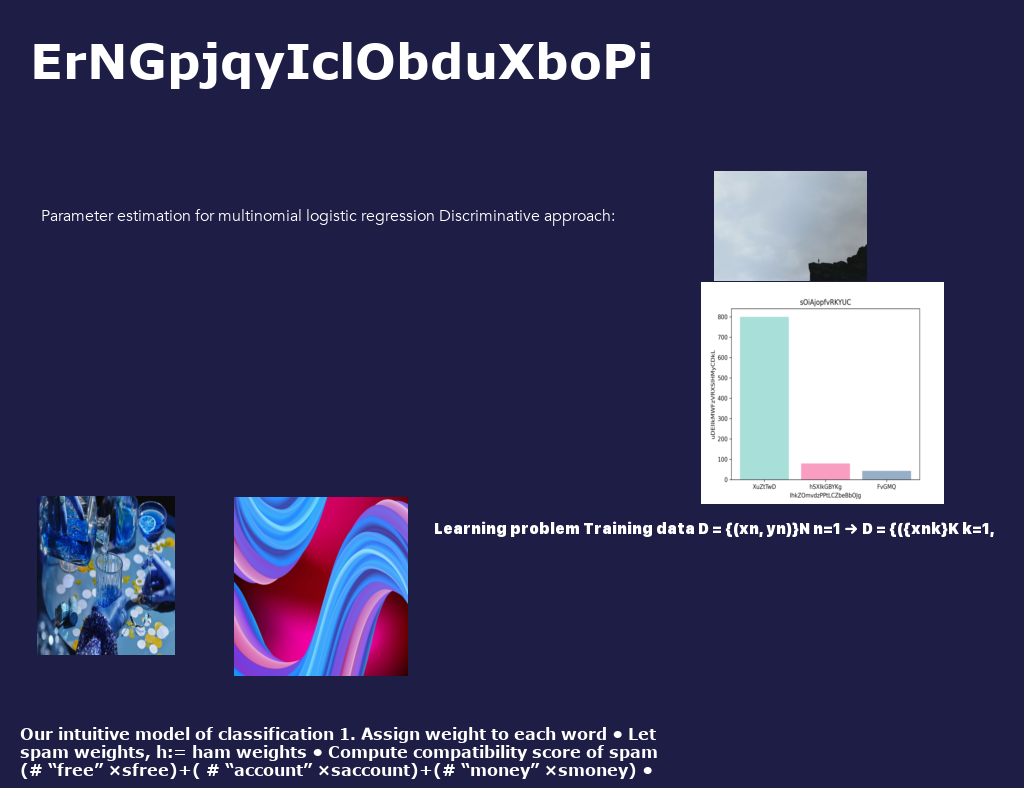 ErNGpjqyIclObduXboPi
Parameter estimation for multinomial logistic regression Discriminative approach:
sOiAjopfvRKYUC
800
700
600
500
400
300
200
100
0
XuZtTwD
hSXIkGBYKg
FvGMQ
Learning problem Training data D = {(xn, yn)}N n=1 → D = {({xnk}K k=1,
Our intuitive model of classification 1. Assign weight to each word ● Let
spam weights, h:= ham weights ● Compute compatibility score of spam
(# “free” ×sfree)+( # “account” ×saccount)+(# “money” ×smoney) ●